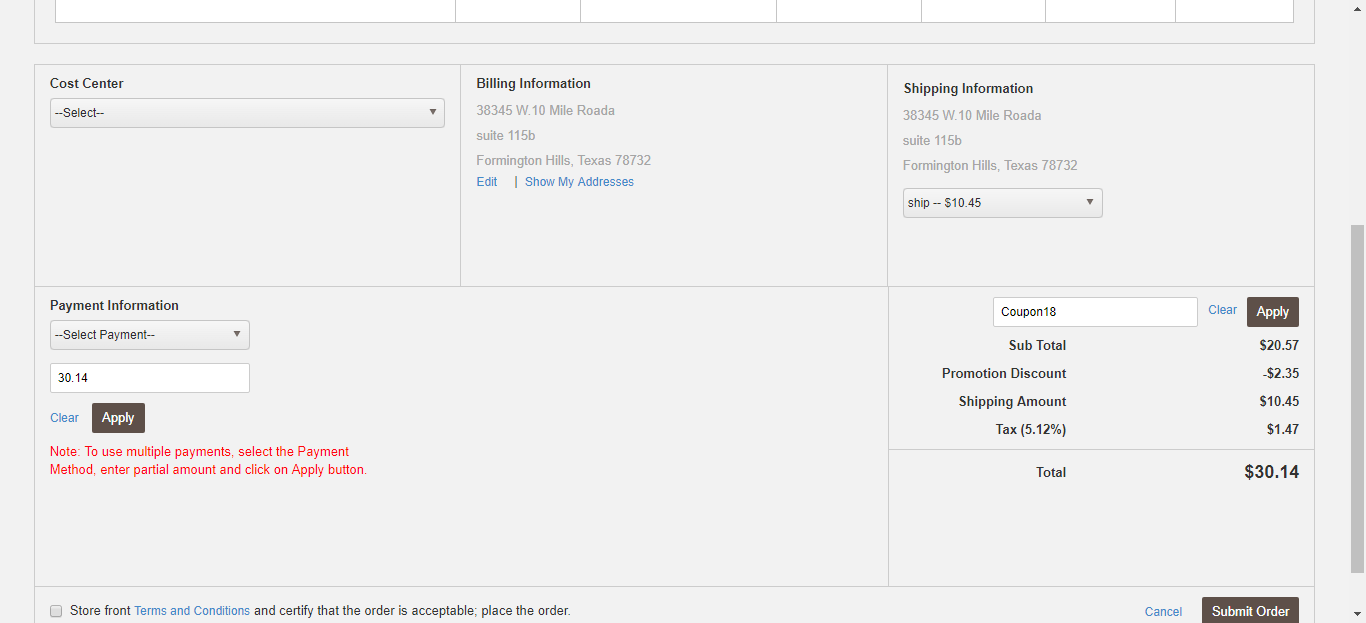 Cost Center
--Select--
Billing Information
38345 W.10 Mile Roada
suite 115b
Formington Hills, Texas 78732
Edit | Show My Addresses
Shipping Information
38345 W.10 Mile Roada
suite 115b
Formington Hills, Texas 78732
ship -- $10.45
Payment Information
--Select Payment--
30.14
Clear Apply
Note: To use multiple payments, select the Payment
Method, enter partial amount and click on Apply button.
Coupon18 Clear Apply
Sub Total $20.57
Promotion Discount -$2.35
Shipping Amount $10.45
Tax (5.12%) $1.47
Total $30.14
Store front Terms and Conditions and certify that the order is acceptable; place the order.
Cancel Submit Order